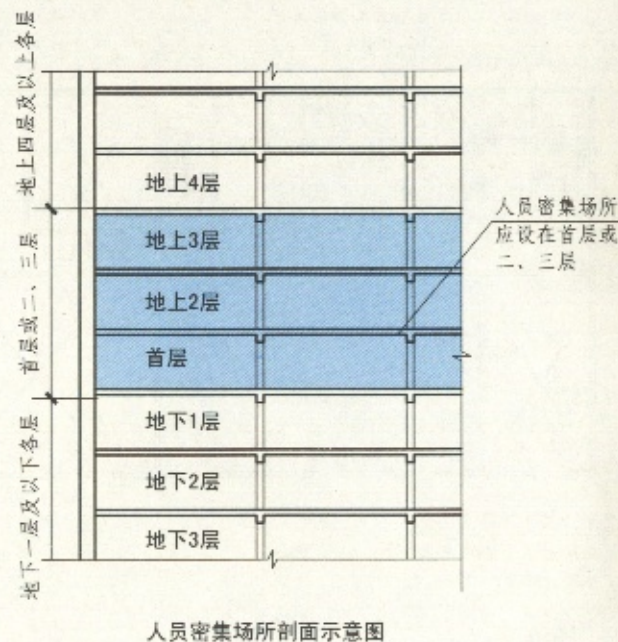 地上四层及以上各层
首层或二、三层
地下一层及以下各层
地上4层
地上3层
地上2层
首层
地下1层
地下2层
地下3层
人员密集场所
应设在首层或
二、三层
人员密集场所剖面示意图